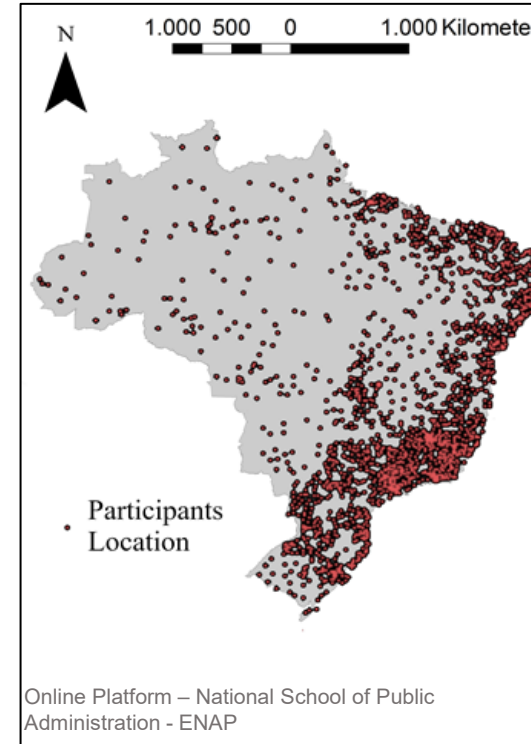 N
1.000 500 0 1.000 Kilomete
Participants
Location
Online Platform – National School of Public
Administration - ENAP